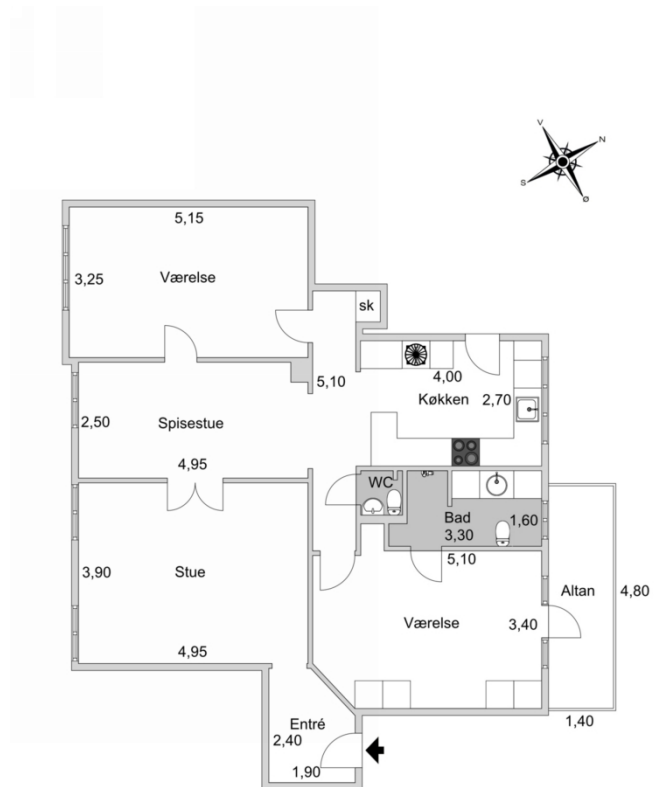 V
N
S
Ø
5,15
3,25
Værelse
sk
5,10
4,00
Køkken
2,70
2,50
Spisestue
4,95
WC
Bad
1,60
3,30
5,10
3,90
Stue
Altan
4,80
Værelse
3,40
4,95
Entré
2,40
1,40
1,90